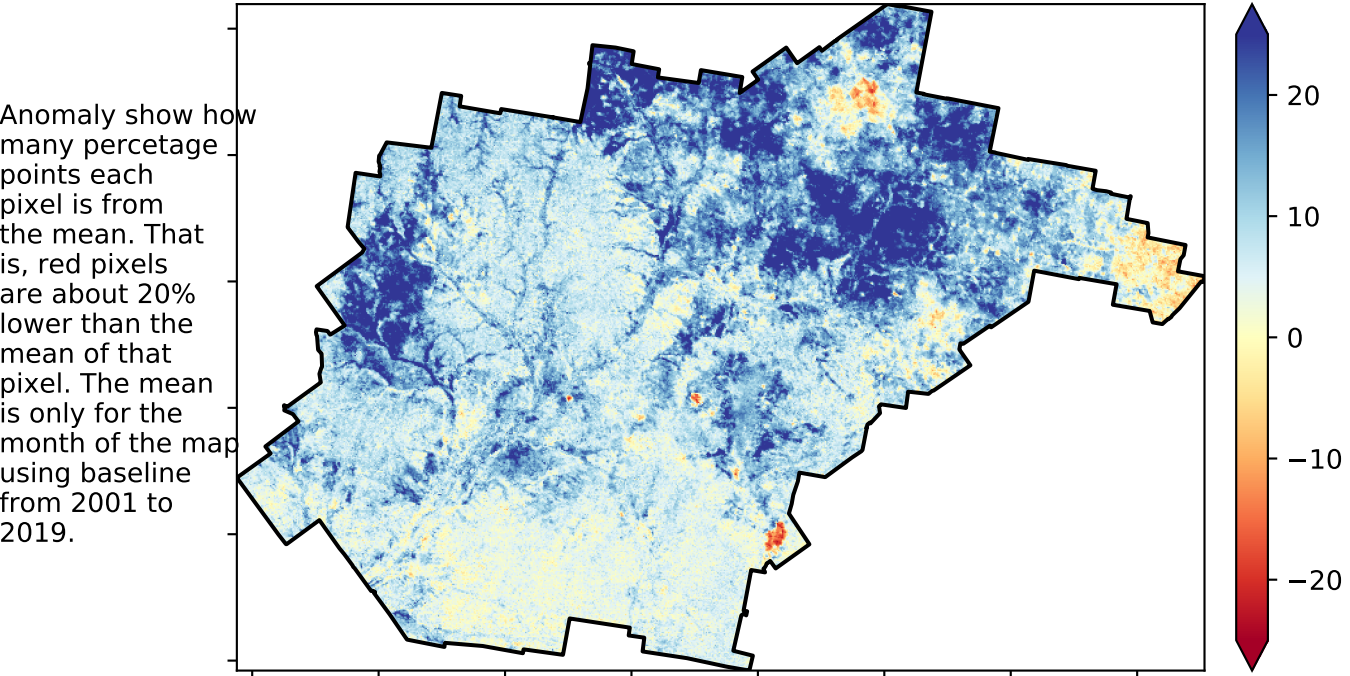 Anomaly show how
many percetage
points each
pixel is from
the mean. That
is, red pixels
are about 20%
lower than the
mean of that
pixel. The mean
is only for the
month of the map
using baseline
from 2001 to
2019.
20
10
0
−10
−20